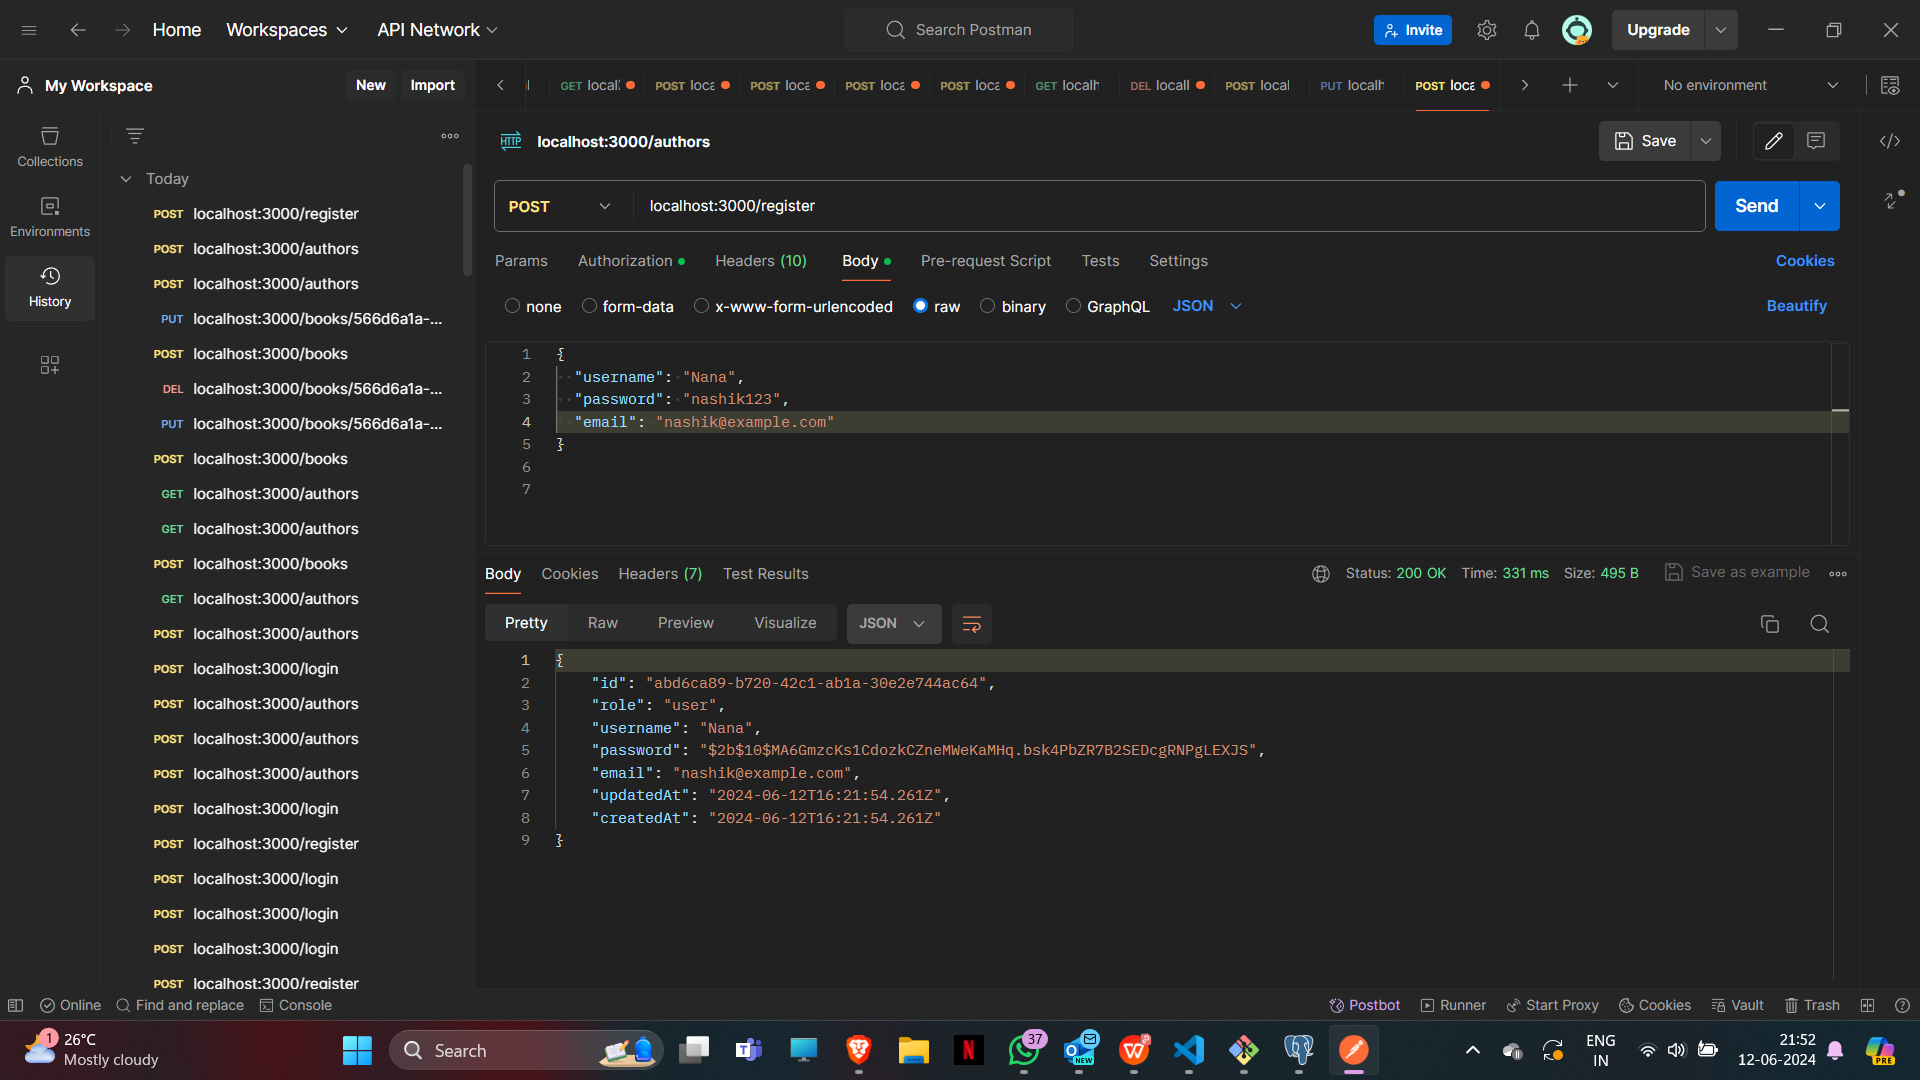 Home Workspaces API Network Search Postman Invite Upgrade
My Workspace New Import GET locall POST loca POST loca POST loca POST loca GET localh DEL locall POST local PUT localh POST loca No environment
HTTP localhost:3000/authors Save
Collections
Environments
History
Today
POST localhost:3000/register
POST localhost:3000/authors
POST localhost:3000/authors
PUT localhost:3000/books/566d6a1a-...
POST localhost:3000/books
DEL localhost:3000/books/566d6a1a-...
PUT localhost:3000/books/566d6a1a-...
POST localhost:3000/books
GET localhost:3000/authors
GET localhost:3000/authors
POST localhost:3000/books
GET localhost:3000/authors
POST localhost:3000/authors
POST localhost:3000/login
POST localhost:3000/authors
POST localhost:3000/authors
POST localhost:3000/authors
POST localhost:3000/login
POST localhost:3000/register
POST localhost:3000/login
POST localhost:3000/login
POST localhost:3000/login
POST localhost:3000/register
POST localhost:3000/register Send
Params Authorization Headers (10) Body Pre-request Script Tests Settings Cookies
none form-data x-www-form-urlencoded raw binary GraphQL JSON Beautify
1 {
2 "username": "Nana",
3 "password": "nashik123",
4 "email": "nashik@example.com"
5 }
6
7
Body Cookies Headers (7) Test Results Status: 200 OK Time: 331 ms Size: 495 B Save as example
Pretty Raw Preview Visualize JSON
1 {
2 "id": "abd6ca89-b720-42c1-ab1a-30e2e744ac64",
3 "role": "user",
4 "username": "Nana",
5 "password": "$2b$10$MA6GmzcKs1CdozkCZneMWeKaMHq.bsk4PbZR7B2SEDcgRNPgLEXJS",
6 "email": "nashik@example.com",
7 "updatedAt": "2024-06-12T16:21:54.261Z",
8 "createdAt": "2024-06-12T16:21:54.261Z"
9 }
Online Find and replace Console Postbot Runner Start Proxy Cookies Vault Trash
1 26°C
Mostly cloudy
Search
37
NEW
ENG
IN
21:52
12-06-2024
PRE